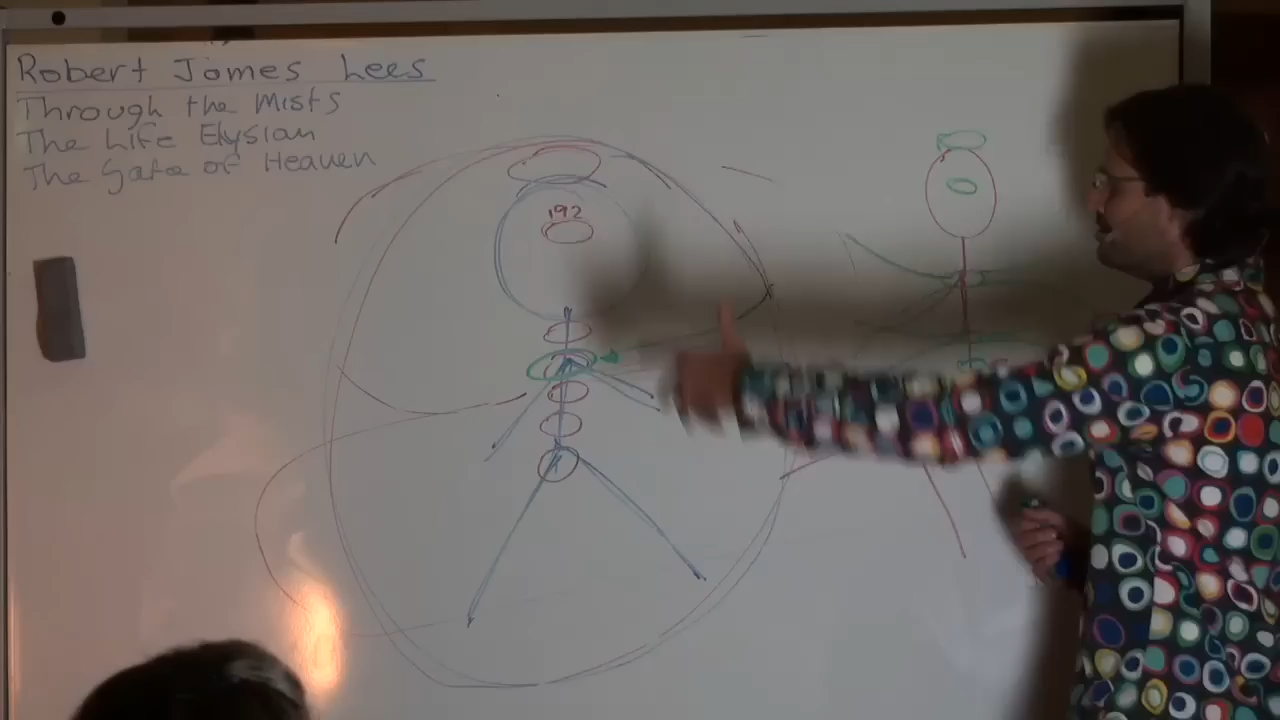 Robert James Lees
Through the Mists
The Life Elysian
The Gate of Heaven
192